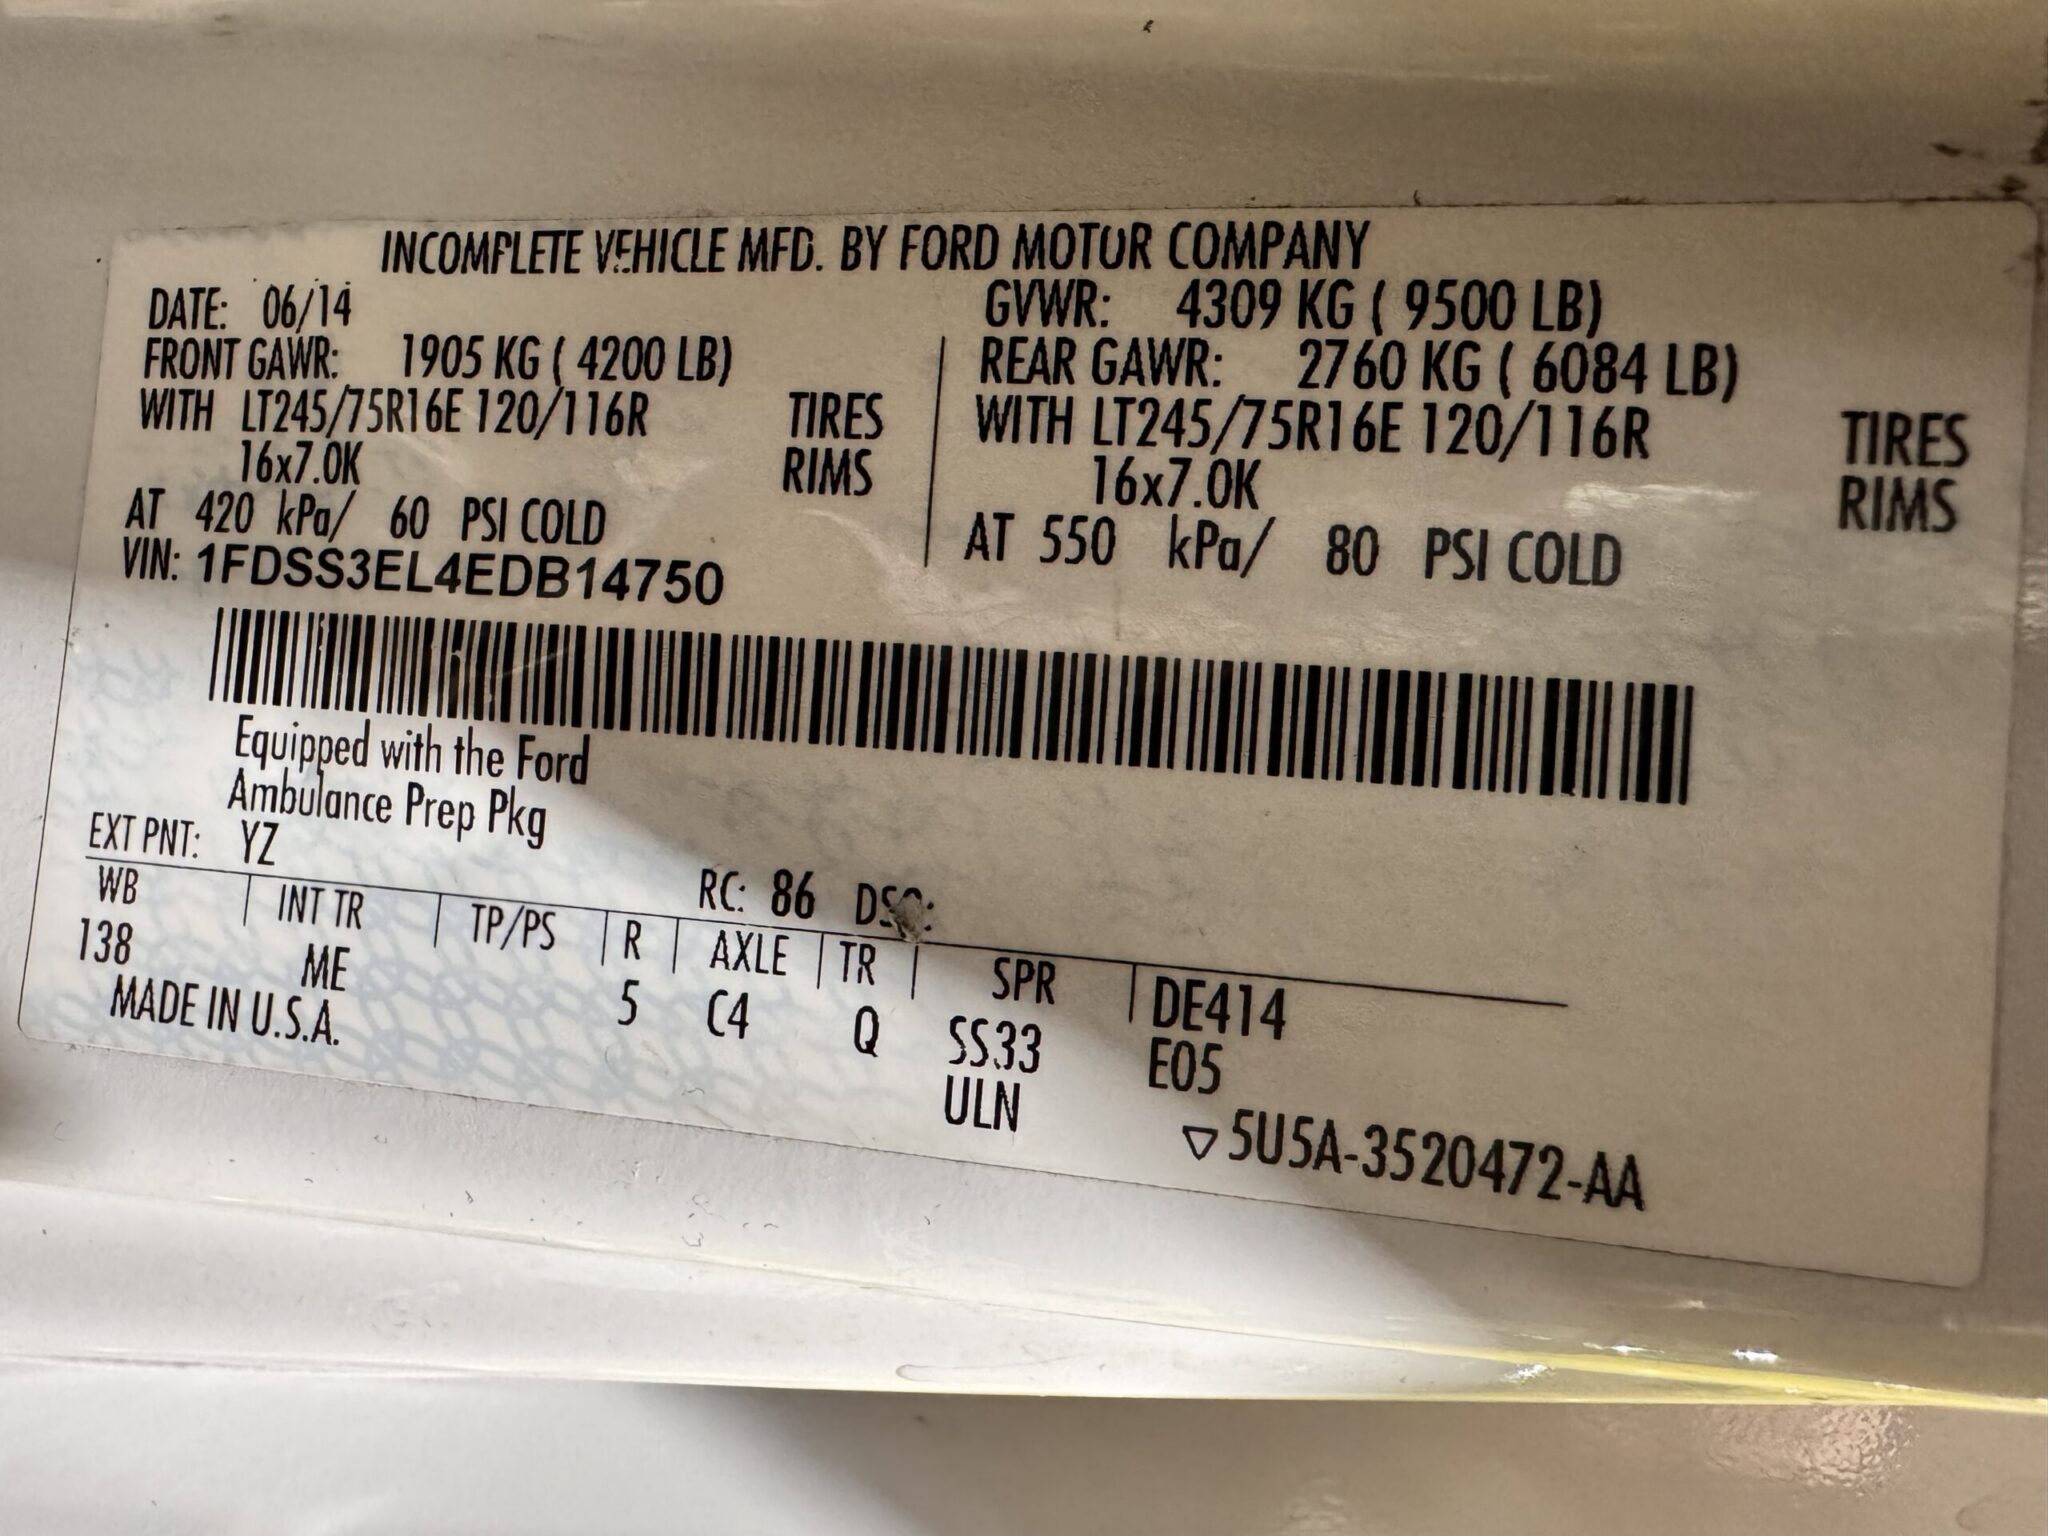 INCOMPLETE VEHICLE MFD. BY FORD MOTOR COMPANY
DATE: 06/14 GVWR: 4309 KG ( 9500 LB)
FRONT GAWR: 1905 KG ( 4200 LB) REAR GAWR: 2760 KG ( 6084 LB)
WITH LT245/75R16E 120/116R TIRES WITH LT245/75R16E 120/116R TIRES
16x7.0K RIMS 16x7.0K RIMS
AT 420 kPa/ 60 PSI COLD AT 550 kPa/ 80 PSI COLD
VIN: 1FDSS3EL4EDB14750
Equipped with the Ford
Ambulance Prep Pkg
EXT PNT: YZ RC: 86 DSO:
WB INT TR TP/PS R AXLE TR SPR DE414
138 ME 5 C4 Q SS33 E05
MADE IN U.S.A. ULN
▽5U5A-3520472-AA